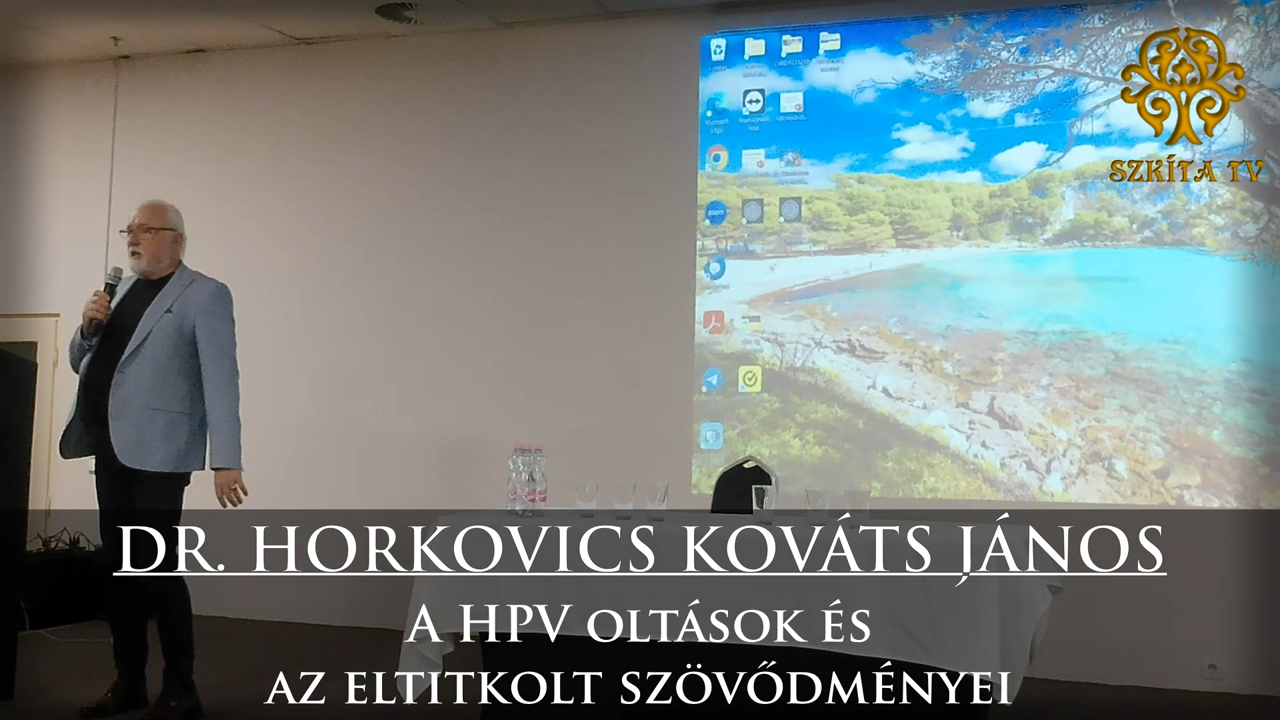 SZKÍTA TV
DR. HORKOVICS KOVÁTS JÁNOS
A HPV OLTÁSOK ÉS
AZ ELTITKOLT SZÖVŐDMÉNYEI